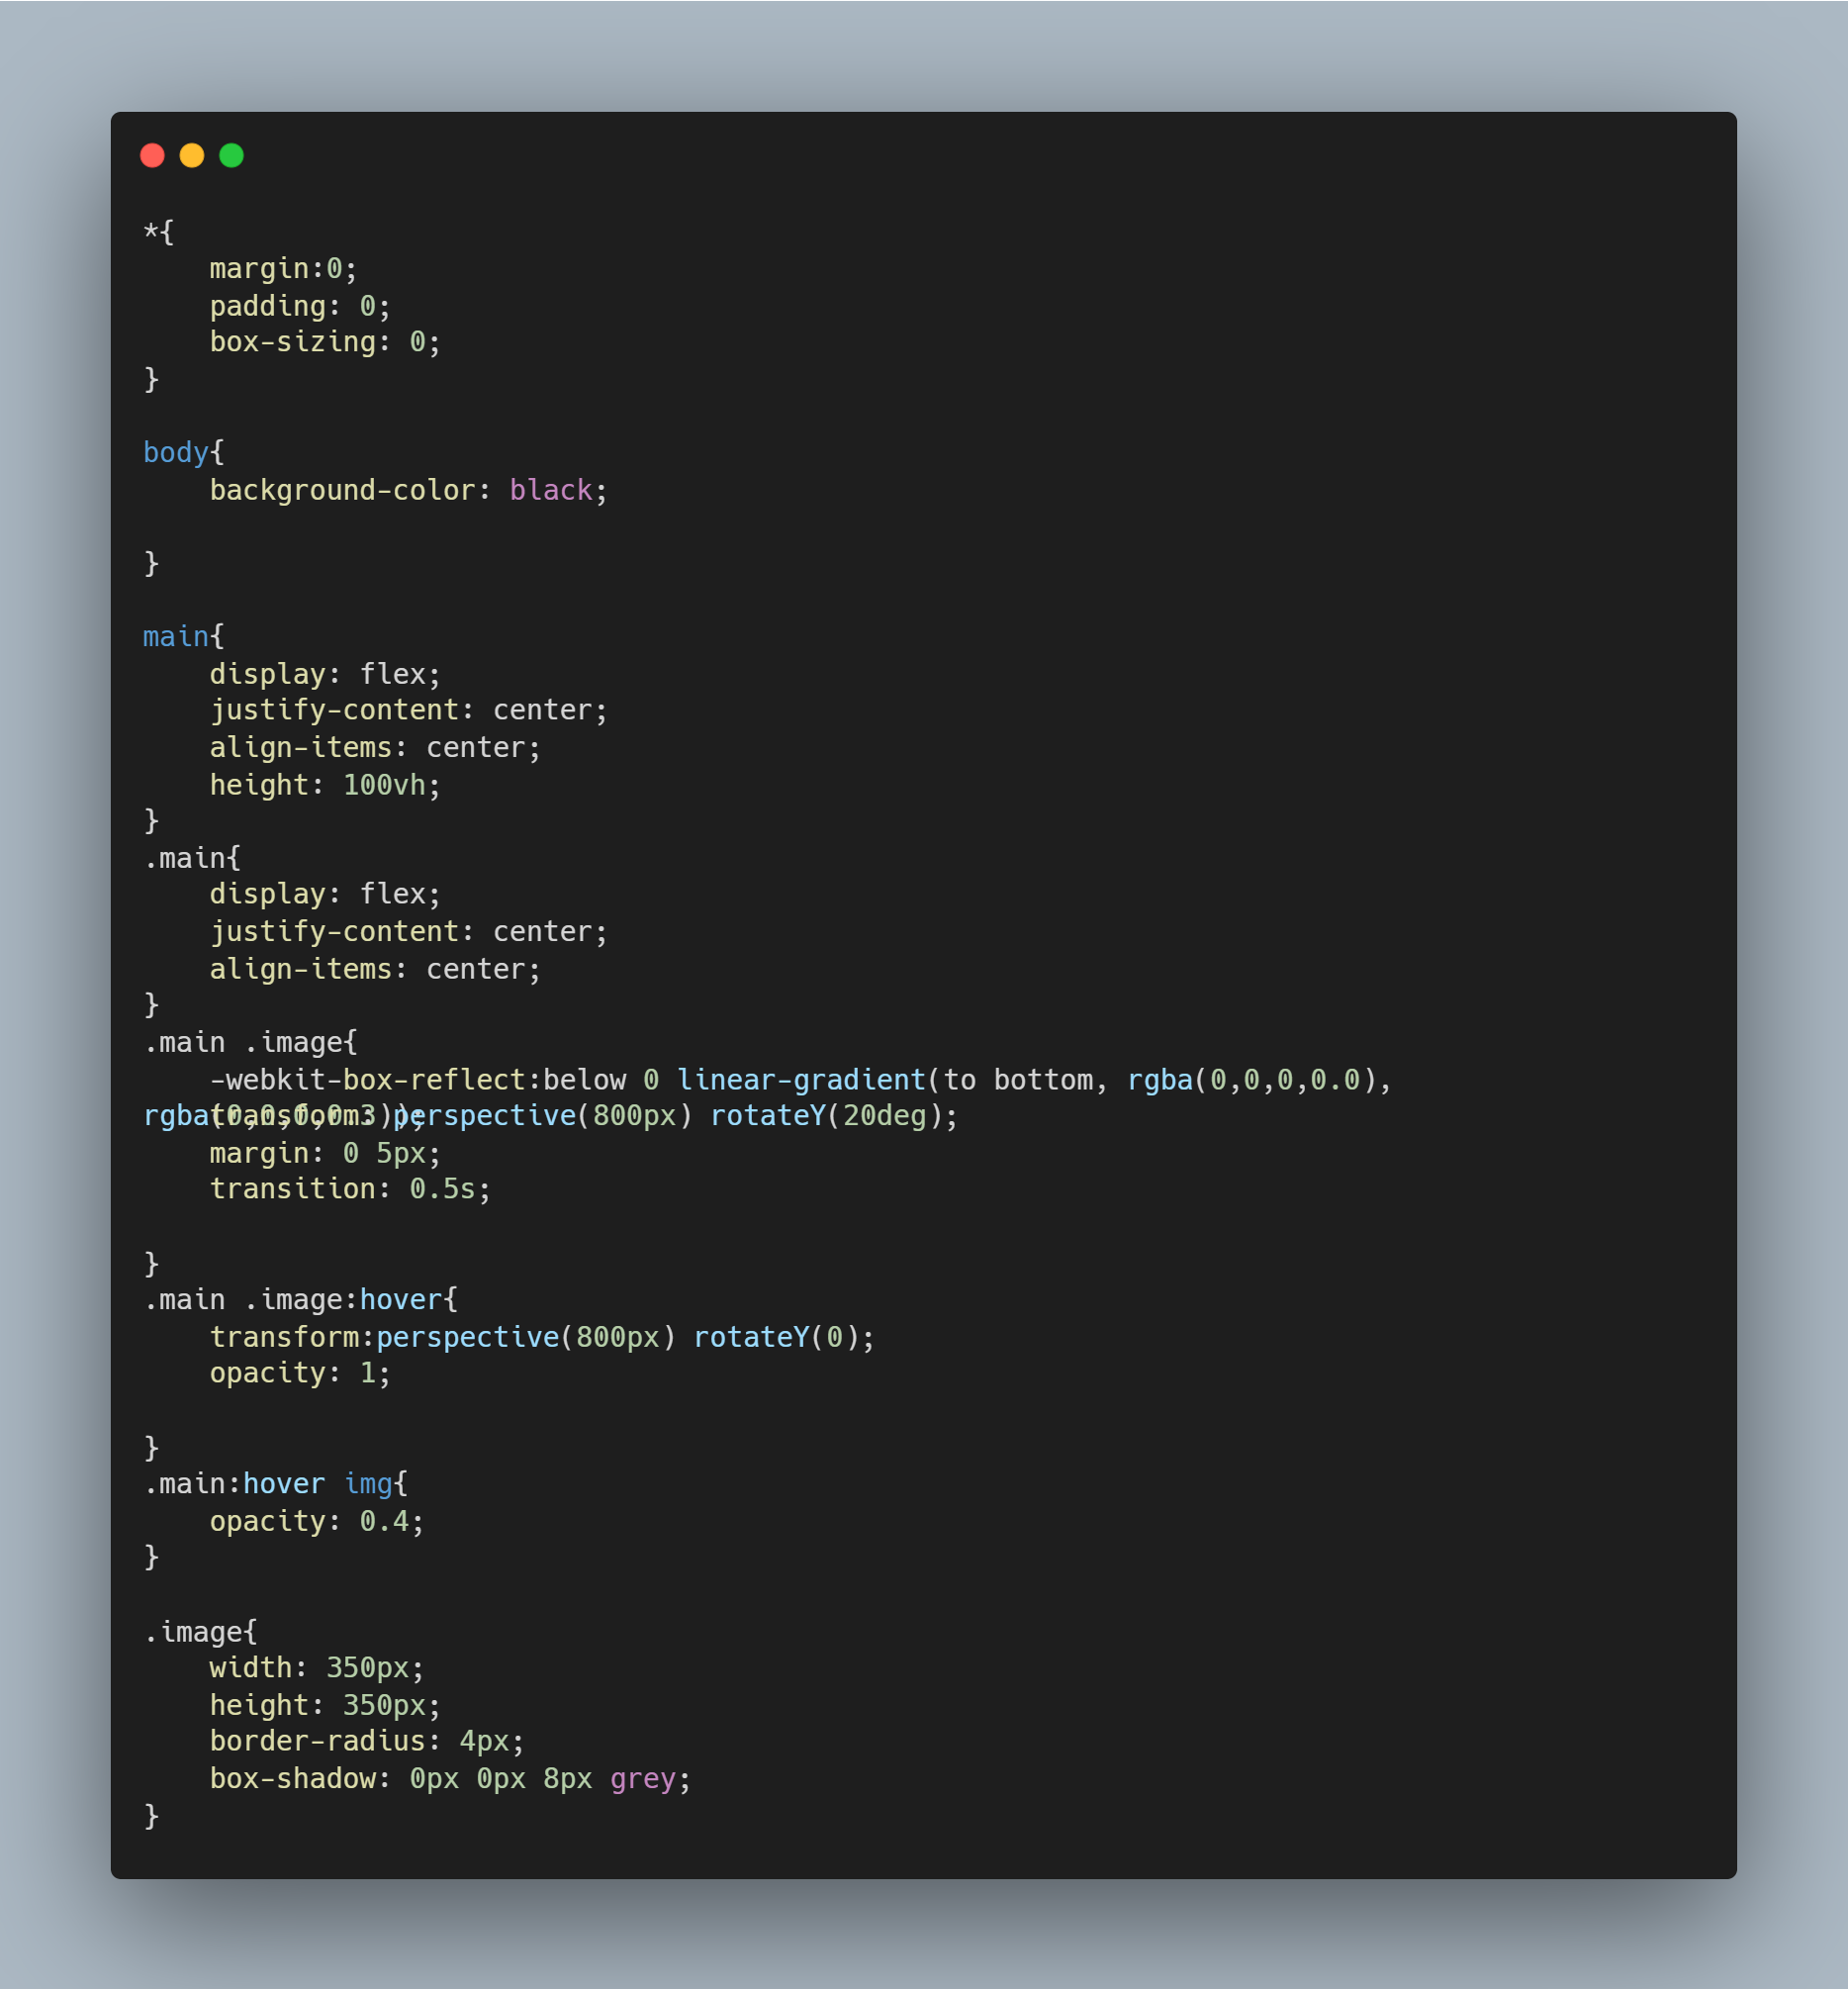 *{
    margin:0;
    padding: 0;
    box-sizing: 0;
}

body{
    background-color: black;

}

main{
    display: flex;
    justify-content: center;
    align-items: center;
    height: 100vh;
}
.main{
    display: flex;
    justify-content: center;
    align-items: center;
}
.main .image{
    -webkit-box-reflect:below 0 linear-gradient(to bottom, rgba(0,0,0,0.0),
rgba(0,0,0,0.3));
    transform: perspective(800px) rotateY(20deg);
    margin: 0 5px;
    transition: 0.5s;

}
.main .image:hover{
    transform:perspective(800px) rotateY(0);
    opacity: 1;

}
.main:hover img{
    opacity: 0.4;
}

.image{
    width: 350px;
    height: 350px;
    border-radius: 4px;
    box-shadow: 0px 0px 8px grey;
}